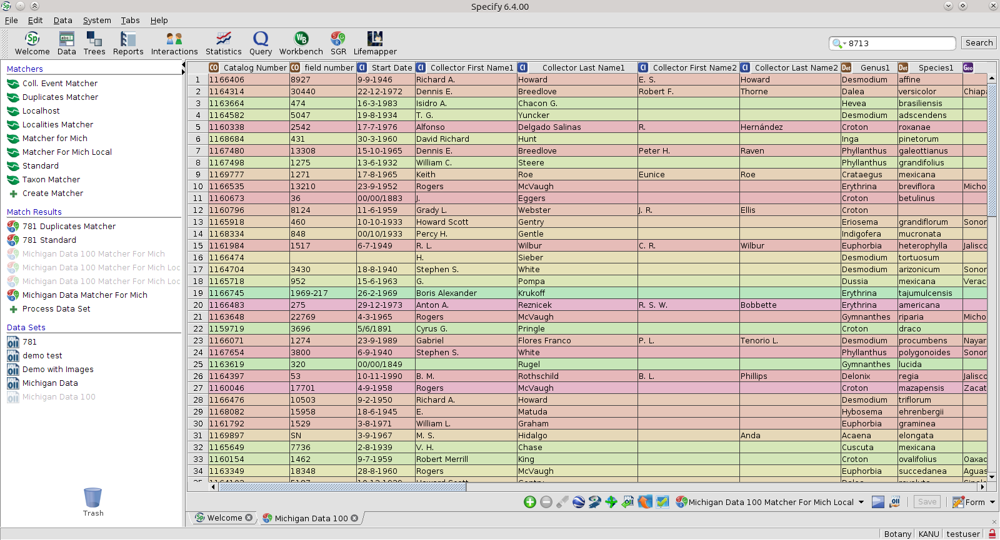 Specify 6.4.00
File Edit Data System Tabs Help
Welcome Data Trees Reports Interactions Statistics Query Workbench SGR Lifemapper
8713 Search
Matchers
Coll. Event Matcher
Duplicates Matcher
Localhost
Localities Matcher
Matcher for Mich
Matcher For Mich Local
Standard
Taxon Matcher
Create Matcher
Match Results
781 Duplicates Matcher
781 Standard
Michigan Data 100 Matcher For Mich
Michigan Data 100 Matcher For Mich Loc
Michigan Data 100 Matcher For Mich Loc
Michigan Data Matcher For Mich
Process Data Set
Data Sets
781
demo test
Demo with Images
Michigan Data
Michigan Data 100
Trash
Catalog Number field number Start Date Collector First Name1 Collector Last Name1 Collector First Name2 Collector Last Name2 Genus1 Species1
1 1166406 8927 9-9-1946 Richard A. Howard E. S. Howard Desmodium affine
2 1164314 30440 22-12-1972 Dennis E. Breedlove Robert F. Thorne Dalea versicolor Chiap
3 1163664 474 16-3-1983 Isidro A. Chacon G. Hevea brasiliensis
4 1164582 5047 19-8-1934 T. G. Yuncker Desmodium adscendens
5 1160338 2542 17-7-1976 Alfonso Delgado Salinas R. Hernández Croton roxanae
6 1168684 431 30-3-1960 David Richard Hunt Inga pinetorum
7 1167480 13308 15-10-1965 Dennis E. Breedlove Peter H. Raven Phyllanthus galeottianus
8 1167498 1275 13-6-1932 William C. Steere Phyllanthus grandifolius
9 1169777 1271 17-8-1965 Keith Roe Eunice Roe Crataegus mexicana
10 1166535 13210 23-9-1952 Rogers McVaugh Erythrina breviflora Micho
11 1160673 36 00/00/1883 J. Eggers Croton betulinus
12 1160796 8124 11-6-1959 Grady L. Webster J. R. Ellis Croton
13 1165918 460 10-10-1933 Howard Scott Gentry Eriosema grandiflorum Sonor
14 1168334 848 00/10/1933 Percy H. Gentle Indigofera mucronata
15 1161984 1517 6-7-1949 R. L. Wilbur C. R. Wilbur Euphorbia heterophylla Jalisco
16 1166474 H. Sieber Desmodium tortuosum
17 1164704 3430 18-8-1940 Stephen S. White Desmodium arizonicum Sonor
18 1165718 952 15-6-1963 G. Pompa Dussia mexicana Verac
19 1166745 1969-217 26-2-1969 Boris Alexander Krukoff Erythrina tajumulcensis
20 1166483 275 29-12-1973 Anton A. Reznicek R. S. W. Bobbette Erythrina americana
21 1163648 22769 4-3-1965 Rogers McVaugh Gymnanthes riparia Micho
22 1159719 3696 5/6/1891 Cyrus G. Pringle Croton draco
23 1166071 1274 23-9-1989 Gabriel Flores Franco P. L. Tenorio L. Desmodium procumbens Nayar
24 1167654 3800 6-9-1940 Stephen S. White Phyllanthus polygonoides Sonor
25 1163619 320 00/00/1849 Rugel Gymnanthes lucida
26 1164397 53 10-11-1990 B. M. Rothschild B. L. Phillips Delonix regia Jalisco
27 1160046 17701 4-9-1958 Rogers McVaugh Croton mazapensis Zacat
28 1166476 10503 9-2-1950 Richard A. Howard Desmodium triflorum
29 1168082 15958 18-6-1945 E. Matuda Hybosema ehrenbergii
30 1161792 1529 3-8-1971 William L. Graham Euphorbia graminea
31 1169897 SN 3-9-1967 M. S. Hidalgo Anda Acaena elongata
32 1165649 7736 2-8-1939 V. H. Chase Cuscuta mexicana
33 1160154 1462 9-7-1959 Robert Merrill King Croton ovalifolius Oaxac
34 1163349 18348 28-8-1960 Rogers McVaugh Euphorbia succedanea Aguas
Michigan Data 100 Matcher For Mich Local Save Form
Welcome Michigan Data 100
Botany KANU testuser